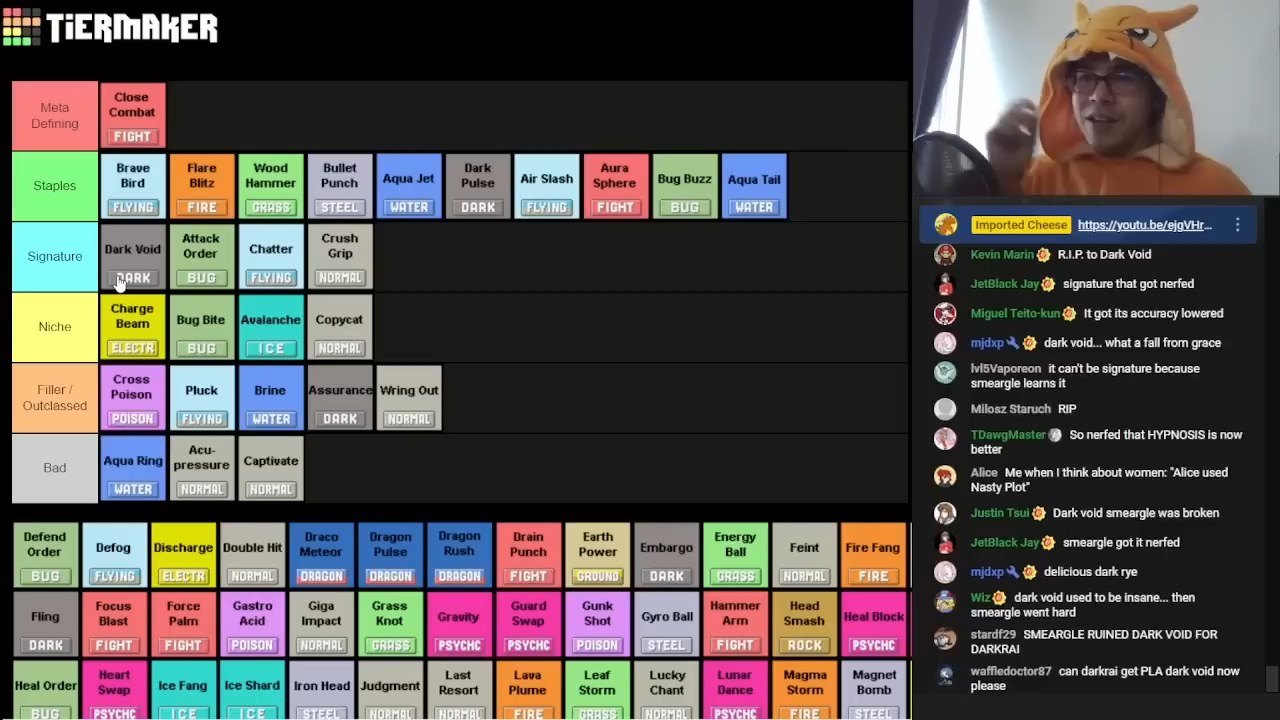 TiERMAKER
Meta
Defining
Close
Combat
FIGHT
Staples
Brave
Bird
FLYING
Flare
Blitz
FIRE
Wood
Hammer
GRASS
Bullet
Punch
STEEL
Aqua Jet
WATER
Dark
Pulse
DARK
Air Slash
FLYING
Aura
Sphere
FIGHT
Bug Buzz
BUG
Aqua Tail
WATER
Signature
Dark Void
DARK
Attack
Order
BUG
Chatter
FLYING
Crush
Grip
NORMAL
Niche
Charge
Beam
ELECTR
Bug Bite
BUG
Avalanche
ICE
Copycat
NORMAL
Filler /
Outclassed
Cross
Poison
POISON
Pluck
FLYING
Brine
WATER
Assurance
DARK
Wring Out
NORMAL
Bad
Aqua Ring
WATER
Acu-
pressure
NORMAL
Captivate
NORMAL
Defend
Order
BUG
Defog
FLYING
Discharge
ELECTR
Double Hit
NORMAL
Draco
Meteor
DRAGON
Dragon
Pulse
DRAGON
Dragon
Rush
DRAGON
Drain
Punch
FIGHT
Earth
Power
GROUND
Embargo
DARK
Energy
Ball
GRASS
Feint
NORMAL
Fire Fang
FIRE
Fling
DARK
Focus
Blast
FIGHT
Force
Palm
FIGHT
Gastro
Acid
POISON
Giga
Impact
NORMAL
Grass
Knot
GRASS
Gravity
PSYCHC
Guard
Swap
PSYCHC
Gunk
Shot
POISON
Gyro Ball
STEEL
Hammer
Arm
FIGHT
Head
Smash
ROCK
Heal Block
PSYCHC
Heal Order
BUG
Heart
Swap
PSYCHC
Ice Fang
ICE
Ice Shard
ICE
Iron Head
STEEL
Judgment
NORMAL
Last
Resort
NORMAL
Lava
Plume
FIRE
Leaf
Storm
GRASS
Lucky
Chant
NORMAL
Lunar
Dance
PSYCHC
Magma
Storm
FIRE
Magnet
Bomb
STEEL
Imported Cheese https://youtu.be/ejgVHr...
Kevin Marin R.I.P. to Dark Void
JetBlack Jay signature that got nerfed
Miguel Teito-kun It got its accuracy lowered
mjdxp dark void... what a fall from grace
lvl5Vaporeon it can't be signature because
smeargle learns it
Milosz Staruch RIP
TDawgMaster So nerfed that HYPNOSIS is now
better
Alice Me when I think about women: "Alice used
Nasty Plot"
Justin Tsui Dark void smeargle was broken
JetBlack Jay smeargle got it nerfed
mjdxp delicious dark rye
Wiz dark void used to be insane... then
smeargle went hard
stardf29 SMEARGLE RUINED DARK VOID FOR
DARKRAI
waffledoctor87 can darkrai get PLA dark void now
please